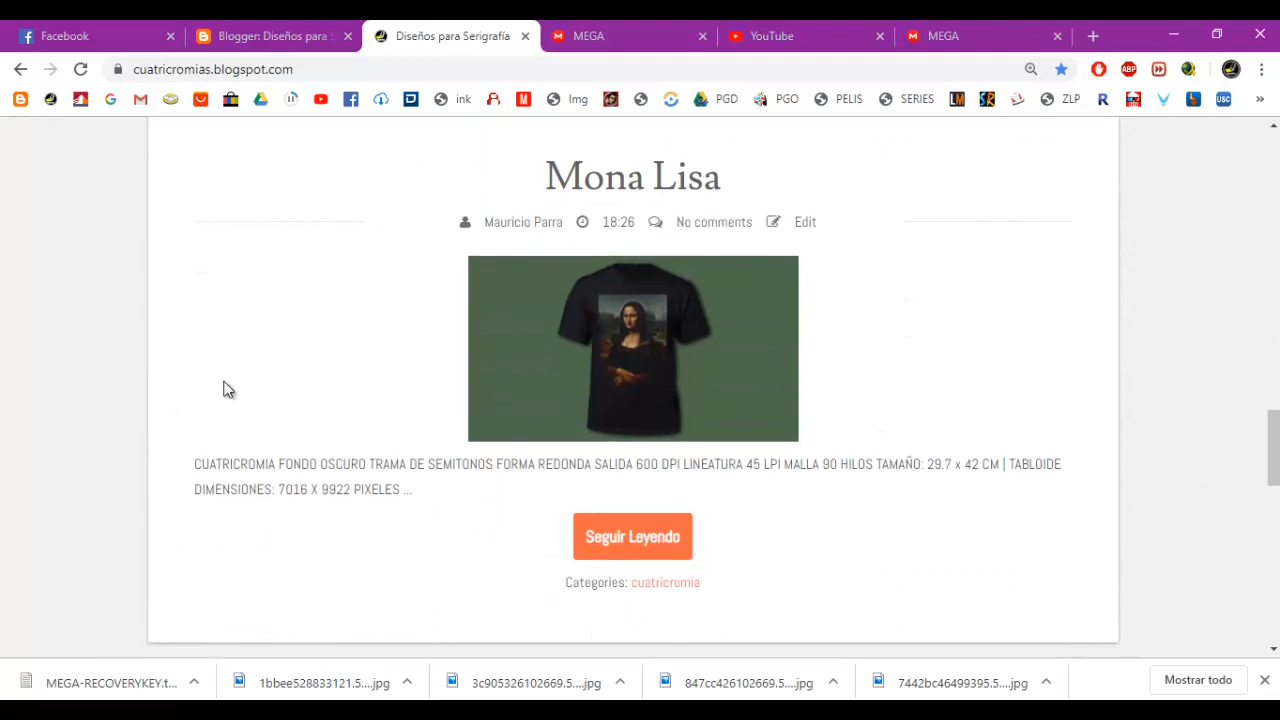 Facebook
Blogger: Diseños para S
Diseños para Serigrafía
MEGA
YouTube
MEGA
cuatricromias.blogspot.com
ink
Img
PGD
PGO
PELIS
SERIES
ZLP
Mona Lisa
Mauricio Parra 18:26 No comments Edit
CUATRICROMIA FONDO OSCURO TRAMA DE SEMITONOS FORMA REDONDA SALIDA 600 DPI LINEATURA 45 LPI MALLA 90 HILOS TAMAÑO: 29.7 x 42 CM | TABLOIDE
DIMENSIONES: 7016 X 9922 PIXELES ...
Seguir Leyendo
Categories: cuatricromia
MEGA-RECOVERYKEY.t...
1bbee528833121.5....jpg
3c905326102669.5....jpg
847cc426102669.5....jpg
7442bc46499395.5....jpg
Mostrar todo